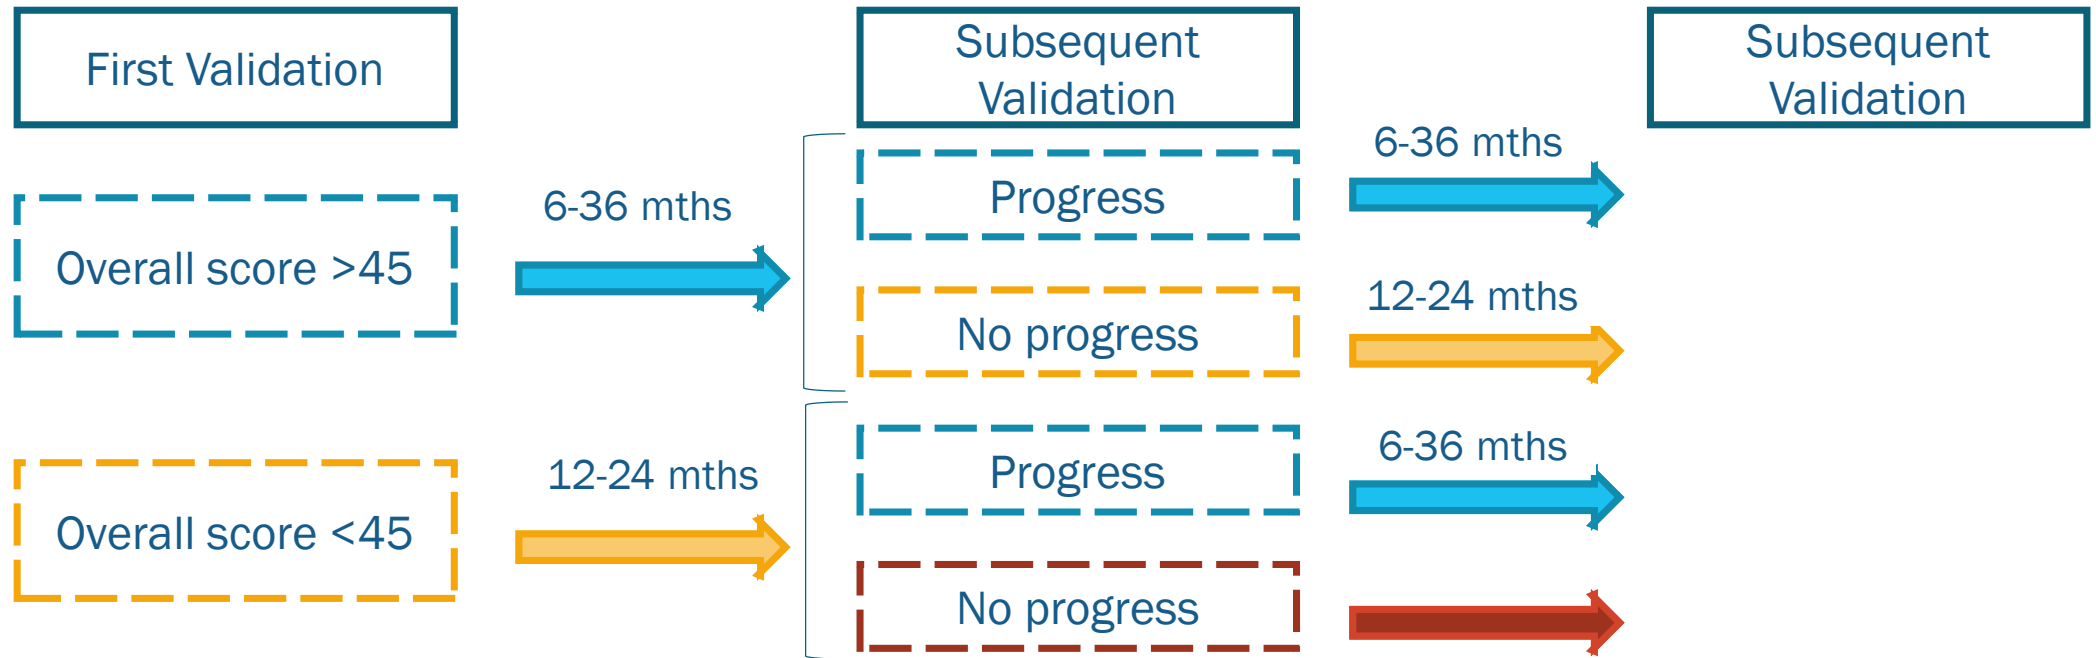 First Validation
Subsequent
Validation
Subsequent
Validation
Overall score >45
6-36 mths
Progress
6-36 mths
No progress
12-24 mths
Overall score <45
12-24 mths
Progress
6-36 mths
No progress